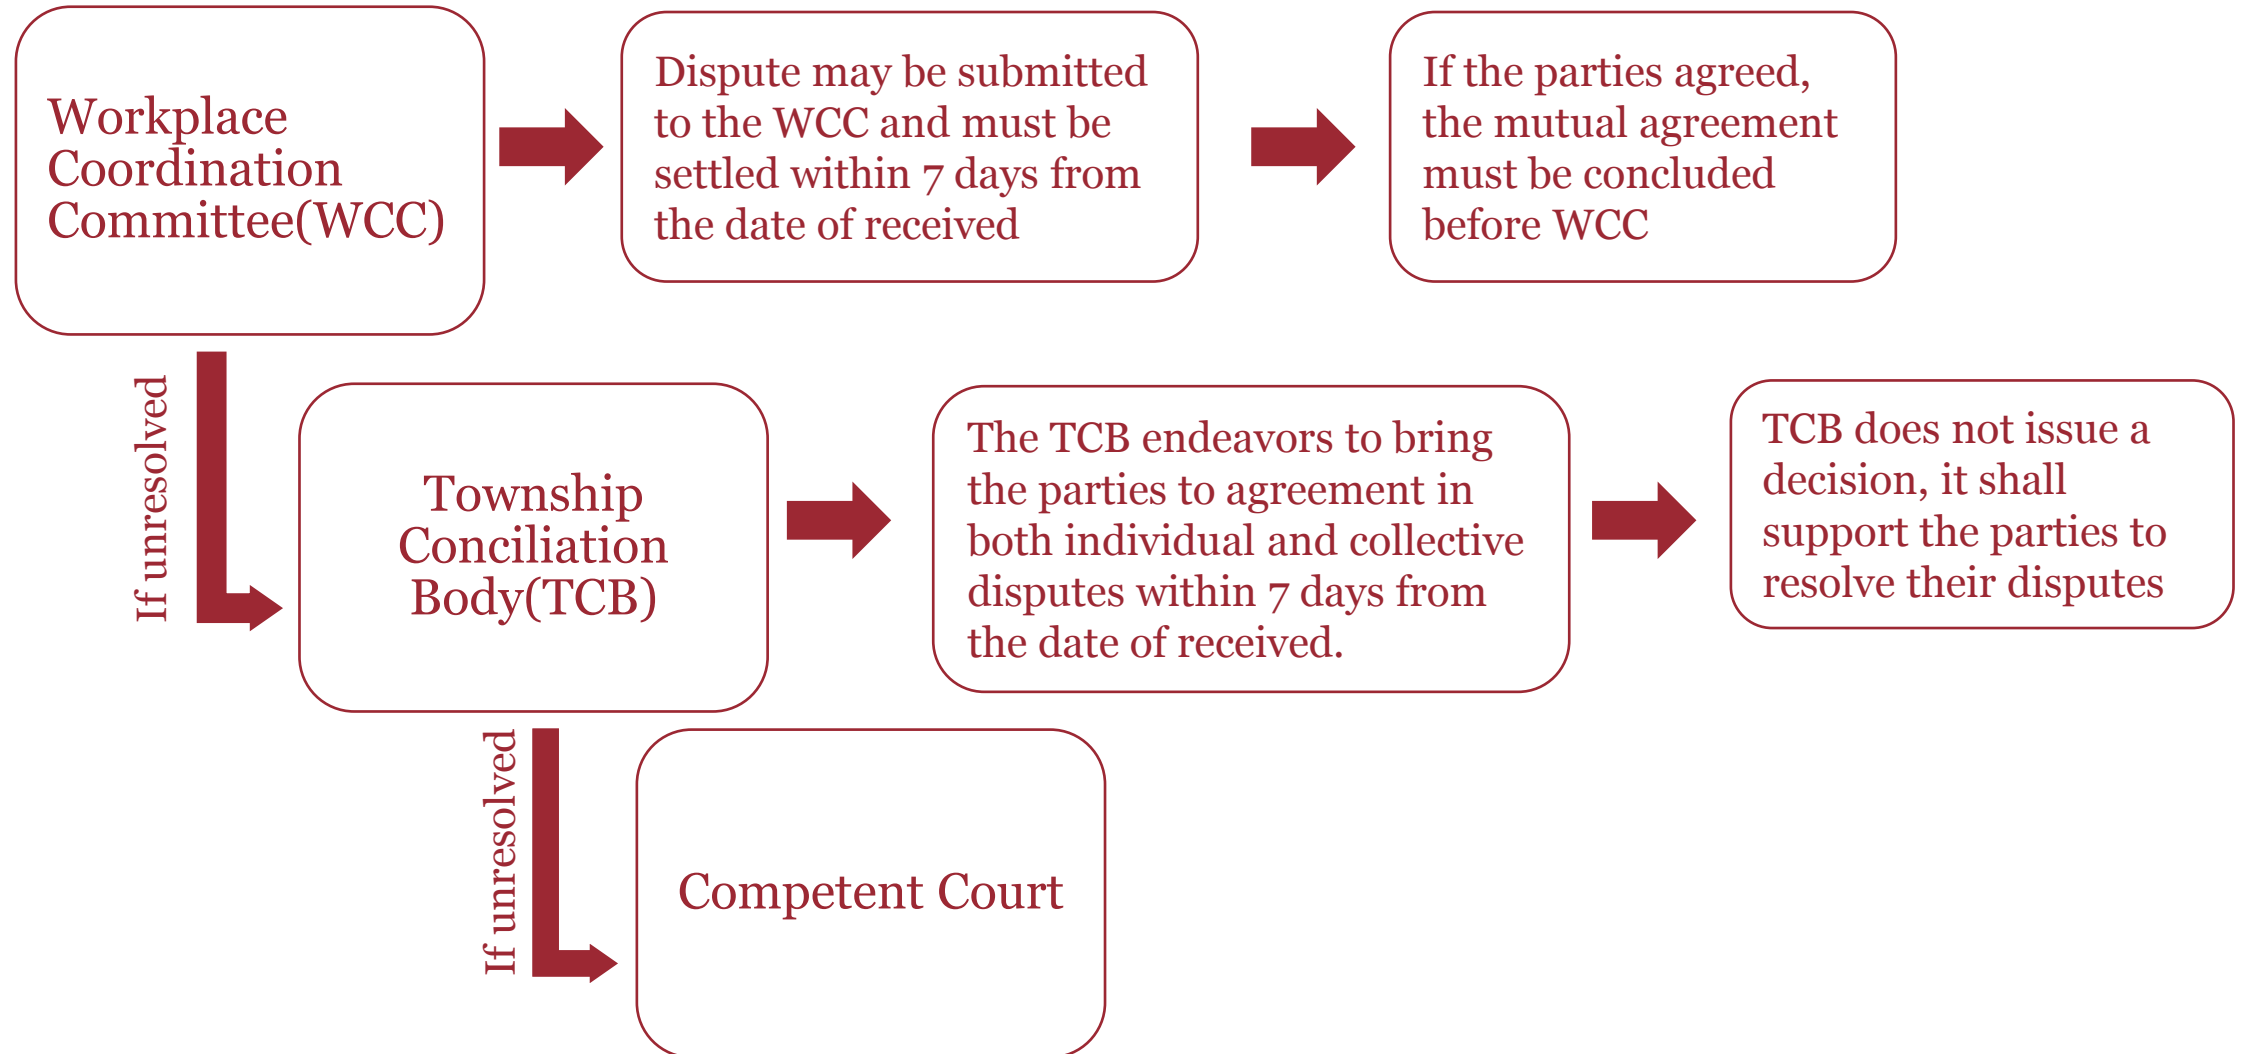 Workplace
Coordination
Committee(WCC)
Dispute may be submitted
to the WCC and must be
settled within 7 days from
the date of received
If the parties agreed,
the mutual agreement
must be concluded
before WCC
If unresolved
Township
Conciliation
Body(TCB)
The TCB endeavors to bring
the parties to agreement in
both individual and collective
disputes within 7 days from
the date of received.
TCB does not issue a
decision, it shall
support the parties to
resolve their disputes
If unresolved
Competent Court